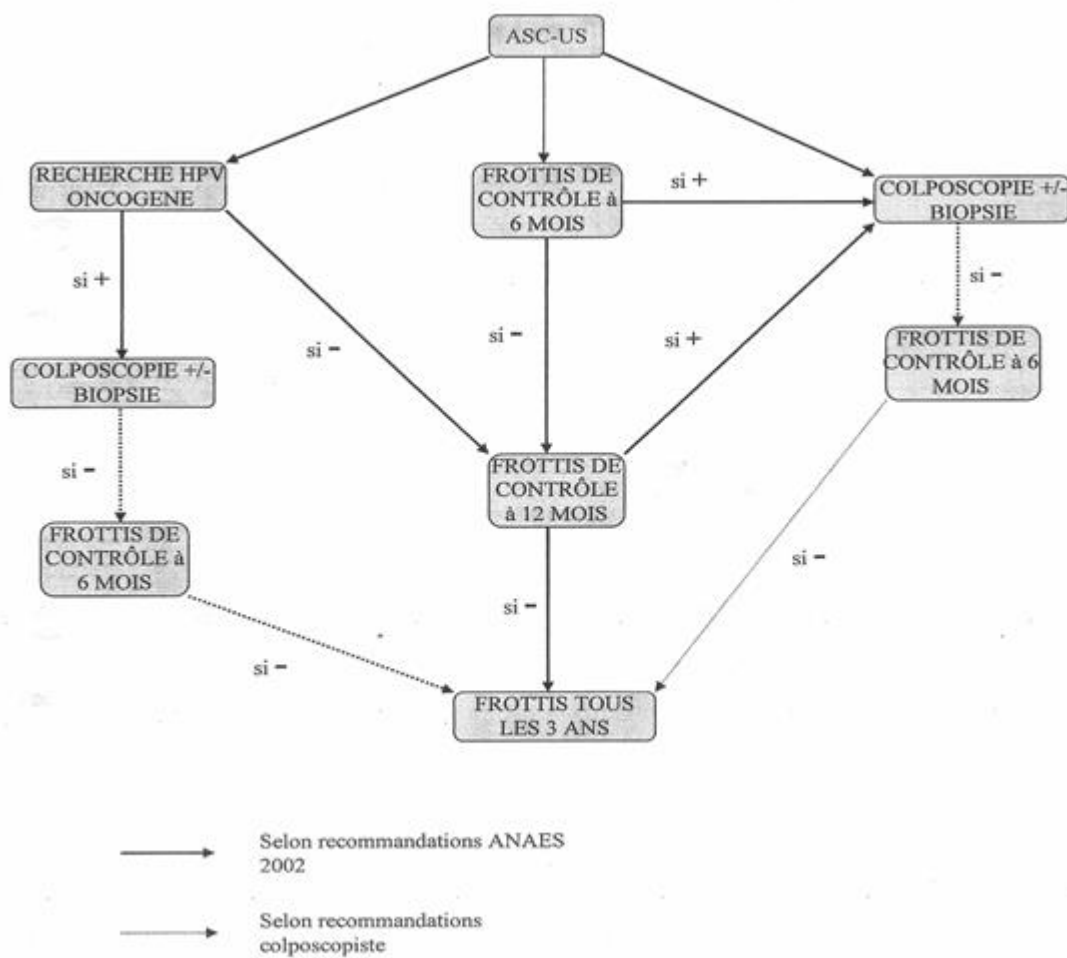 ASC-US
RECHERCHE HPV
ONCOGENE
FROTTIS DE
CONTRÔLE à
6 MOIS
si +
COLPOSCOPIE +/-
BIOPSIE
si +
si -
si -
si +
si -
COLPOSCOPIE +/-
BIOPSIE
FROTTIS DE
CONTRÔLE à 6
MOIS
si -
FROTTIS DE
CONTRÔLE
à 12 MOIS
FROTTIS DE
CONTRÔLE à
6 MOIS
si -
si -
si -
FROTTIS TOUS
LES 3 ANS
Selon recommandations ANAES
2002
Selon recommandations
colposcopiste